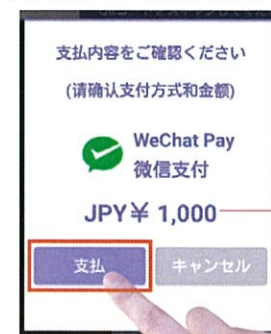 支払内容をご確認ください
(请确认支付方式和金额)
WeChat Pay
微信支付
JPY¥ 1,000
支払
キャンセル